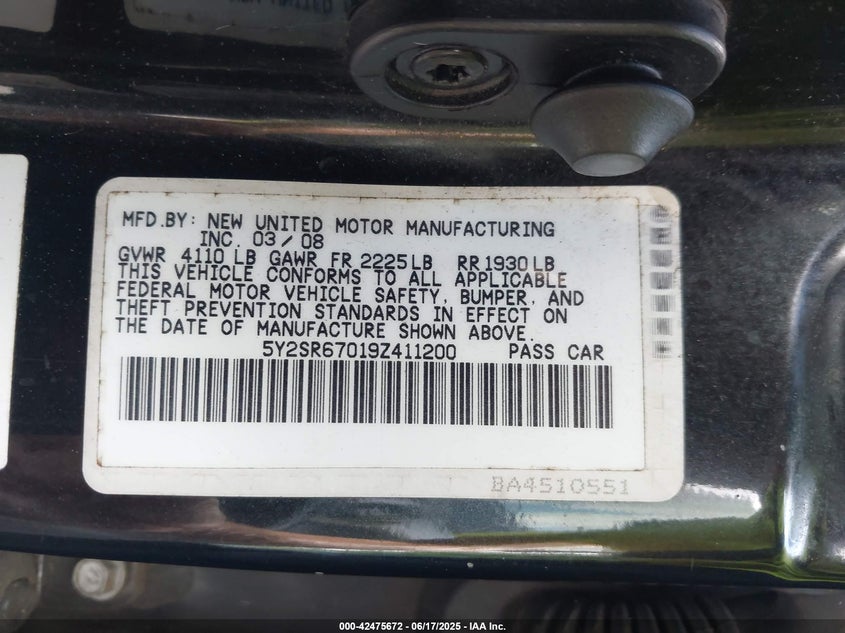 MFD.BY: NEW UNITED MOTOR MANUFACTURING
INC. 03/08
GVWR 4110 LB GAWR FR 2225 LB RR 1930 LB
THIS VEHICLE CONFORMS TO ALL APPLICABLE
FEDERAL MOTOR VEHICLE SAFETY, BUMPER, AND
THEFT PREVENTION STANDARDS IN EFFECT ON
THE DATE OF MANUFACTURE SHOWN ABOVE.
5Y2SR67019Z411200 PASS CAR
BA4510551
000-42475672 / 06/17/2025 - IAA Inc.